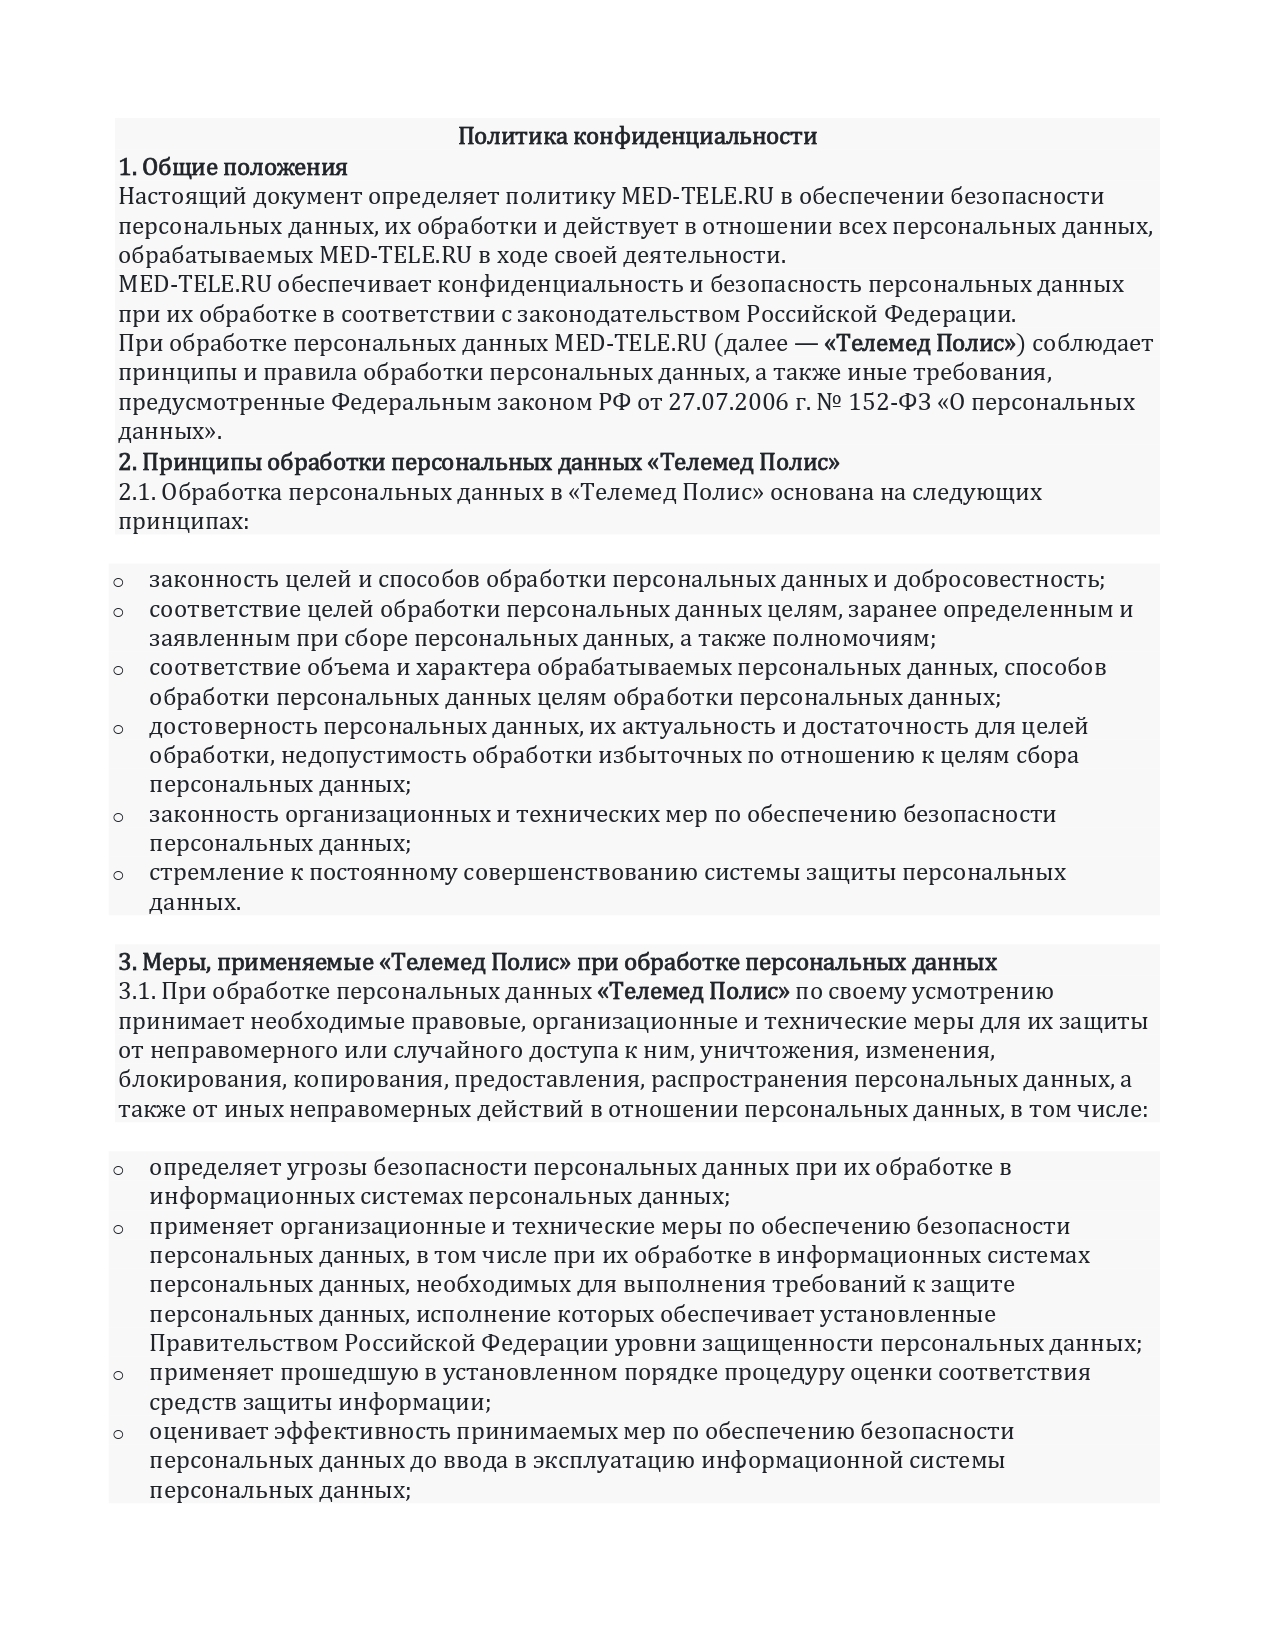 Политика конфиденциальности
1. Общие положения
Настоящий документ определяет политику MED-TELE.RU в обеспечении безопасности
персональных данных, их обработки и действует в отношении всех персональных данных,
обрабатываемых MED-TELE.RU в ходе своей деятельности.
MED-TELE.RU обеспечивает конфиденциальность и безопасность персональных данных
при их обработке в соответствии с законодательством Российской Федерации.
При обработке персональных данных MED-TELE.RU (далее — «Телемед Полис») соблюдает
принципы и правила обработки персональных данных, а также иные требования,
предусмотренные Федеральным законом РФ от 27.07.2006 г. № 152-ФЗ «О персональных
данных».
2. Принципы обработки персональных данных «Телемед Полис»
2.1. Обработка персональных данных в «Телемед Полис» основана на следующих
принципах:
o законность целей и способов обработки персональных данных и добросовестность;
o соответствие целей обработки персональных данных целям, заранее определенным и
заявленным при сборе персональных данных, а также полномочиям;
o соответствие объема и характера обрабатываемых персональных данных, способов
обработки персональных данных целям обработки персональных данных;
o достоверность персональных данных, их актуальность и достаточность для целей
обработки, недопустимость обработки избыточных по отношению к целям сбора
персональных данных;
o законность организационных и технических мер по обеспечению безопасности
персональных данных;
o стремление к постоянному совершенствованию системы защиты персональных
данных.
3. Меры, применяемые «Телемед Полис» при обработке персональных данных
3.1. При обработке персональных данных «Телемед Полис» по своему усмотрению
принимает необходимые правовые, организационные и технические меры для их защиты
от неправомерного или случайного доступа к ним, уничтожения, изменения,
блокирования, копирования, предоставления, распространения персональных данных, а
также от иных неправомерных действий в отношении персональных данных, в том числе:
o определяет угрозы безопасности персональных данных при их обработке в
информационных системах персональных данных;
o применяет организационные и технические меры по обеспечению безопасности
персональных данных, в том числе при их обработке в информационных системах
персональных данных, необходимых для выполнения требований к защите
персональных данных, исполнение которых обеспечивает установленные
Правительством Российской Федерации уровни защищенности персональных данных;
o применяет прошедшую в установленном порядке процедуру оценки соответствия
средств защиты информации;
o оценивает эффективность принимаемых мер по обеспечению безопасности
персональных данных до ввода в эксплуатацию информационной системы
персональных данных;